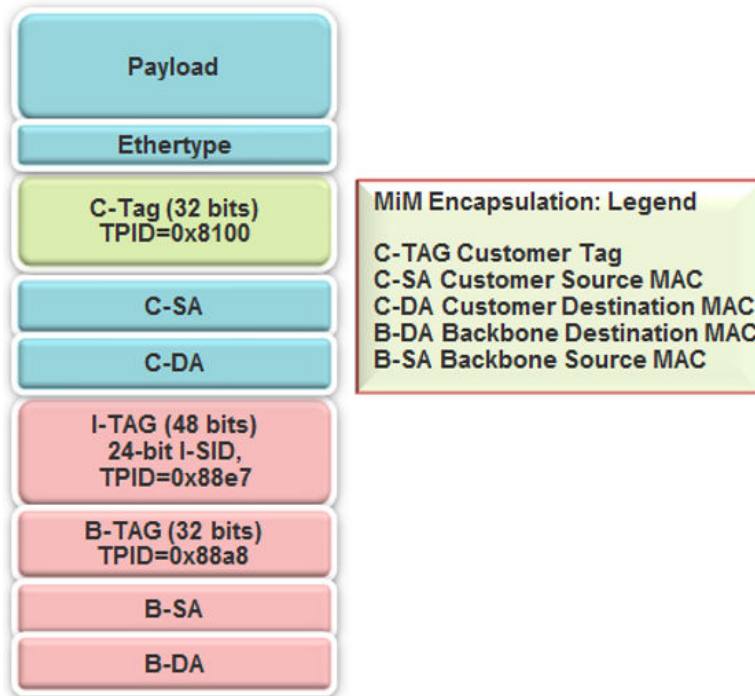 Payload
Ethertype
C-Tag (32 bits)
TPID=0x8100
C-SA
C-DA
I-TAG (48 bits)
24-bit I-SID,
TPID=0x88e7
B-TAG (32 bits)
TPID=0x88a8
B-SA
B-DA
MiM Encapsulation: Legend
C-TAG Customer Tag
C-SA Customer Source MAC
C-DA Customer Destination MAC
B-DA Backbone Destination MAC
B-SA Backbone Source MAC